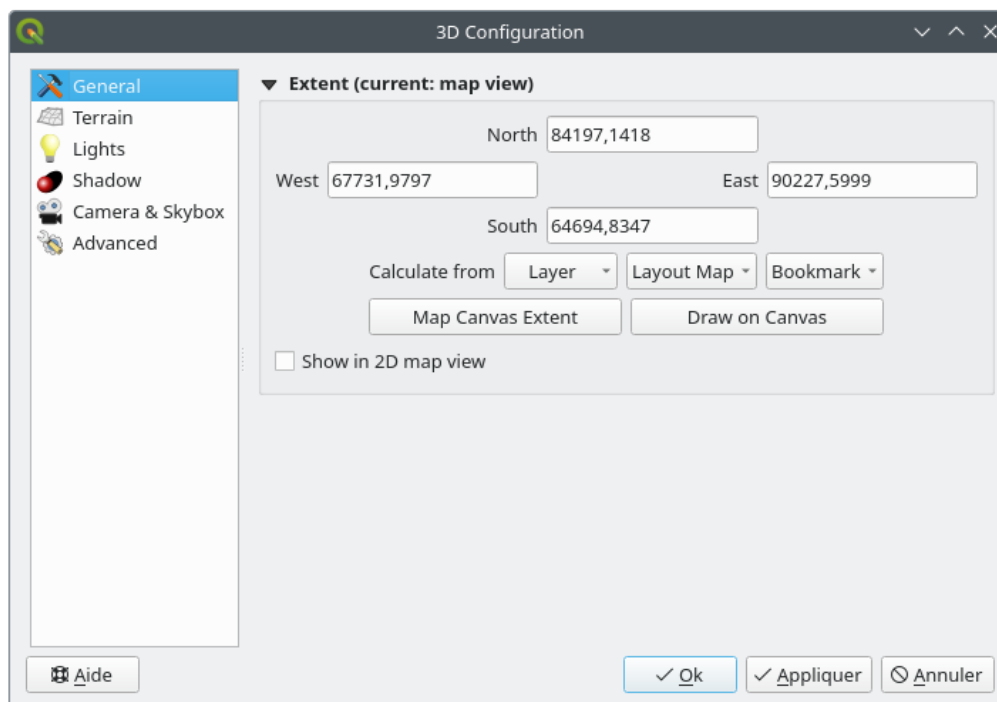 3D Configuration
General
Terrain
Lights
Shadow
Camera & Skybox
Advanced
Extent (current: map view)
North 84197,1418
West 67731,9797 East 90227,5999
South 64694,8347
Calculate from Layer Layout Map Bookmark
Map Canvas Extent Draw on Canvas
Show in 2D map view
Aide Ok Appliquer Annuler